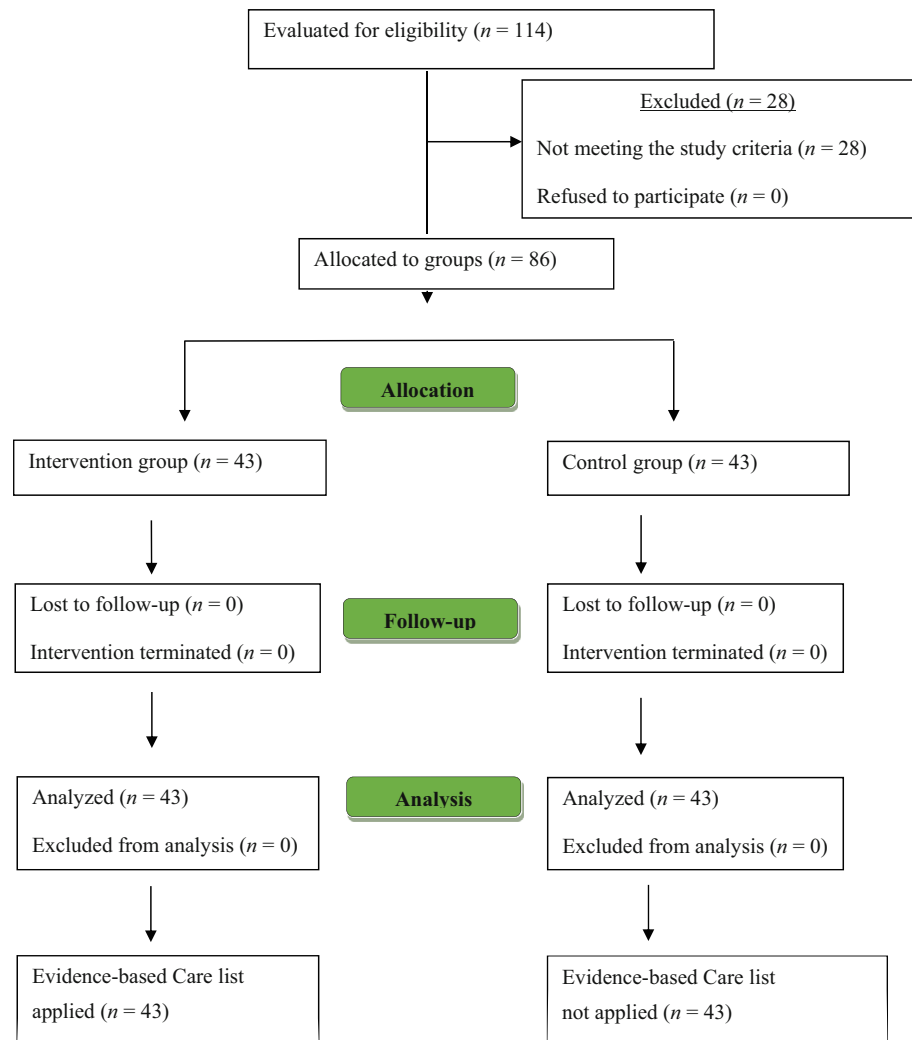 Evaluated for eligibility (n = 114)
Excluded (n = 28)
Not meeting the study criteria (n = 28)
Refused to participate (n = 0)
Allocated to groups (n = 86)
Allocation
Intervention group (n = 43)
Control group (n = 43)
Lost to follow-up (n = 0)
Intervention terminated (n = 0)
Follow-up
Lost to follow-up (n = 0)
Intervention terminated (n = 0)
Analyzed (n = 43)
Excluded from analysis (n = 0)
Analysis
Analyzed (n = 43)
Excluded from analysis (n = 0)
Evidence-based Care list
applied (n = 43)
Evidence-based Care list
not applied (n = 43)